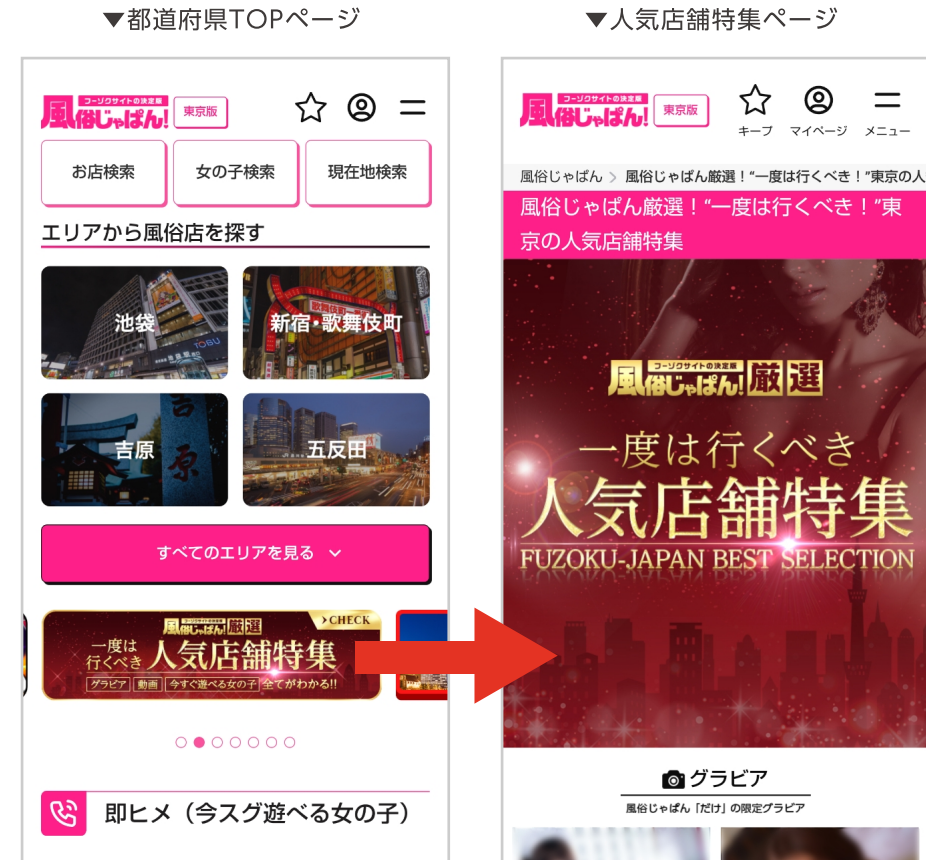 ▼都道府県TOPページ
フーゾクサイトの決定版
風俗じゃぱん!
東京版
お店検索
女の子検索
現在地検索
エリアから風俗店を探す
池袋
TOBU
新宿・歌舞伎町
吉原
吉原
五反田
すべてのエリアを見る
フーゾクサイトの決定版
風俗じゃぱん! 厳選
CHECK
一度は
行くべき 人気店舗特集
グラビア 動画 今すぐ遊べる女の子 全てがわかる!!
即ヒメ（今スグ遊べる女の子）
▼人気店舗特集ページ
フーゾクサイトの決定版
風俗じゃぱん!
東京版
キープ
マイページ
メニュー
風俗じゃぱん > 風俗じゃぱん厳選！“一度は行くべき！”東京の人
風俗じゃぱん厳選！“一度は行くべき！”東
京の人気店舗特集
フーゾクサイトの決定版
風俗じゃぱん! 厳選
一度は行くべき
人気店舗特集
FUZOKU-JAPAN BEST SELECTION
グラビア
風俗じゃぱん「だけ」の限定グラビア